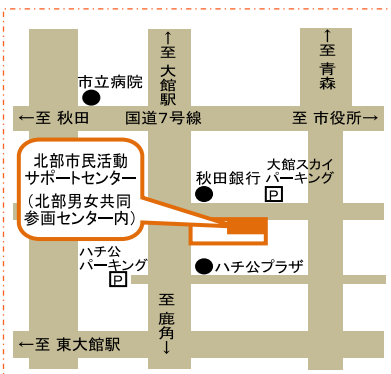 ↑至 大館駅
↑至 青森
市立病院
←至 秋田
国道7号線
至 市役所→
北部市民活動
サポートセンター
(北部男女共同
参画センター内)
秋田銀行
大館スカイ
パーキング
P
ハチ公
パーキング
P
ハチ公プラザ
至 鹿角↓
←至 東大館駅